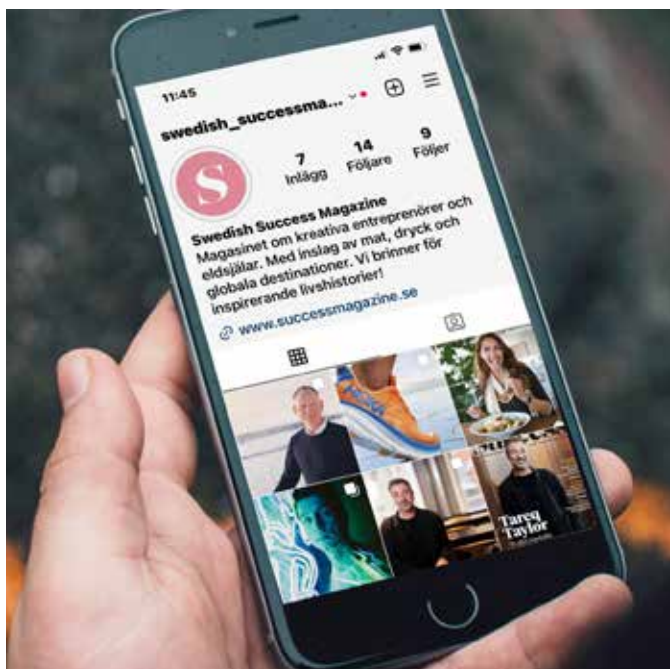 11:45
swedish_successma...
S
7 14 9
Inlägg Följare Följer
Swedish Success Magazine
Magasinet om kreativa entreprenörer och
eldsjälar. Med inslag av mat, dryck och
globala destinationer. Vi brinner för
inspirerande livshistorier!
www.successmagazine.se
HOKA
Tareq
Taylor